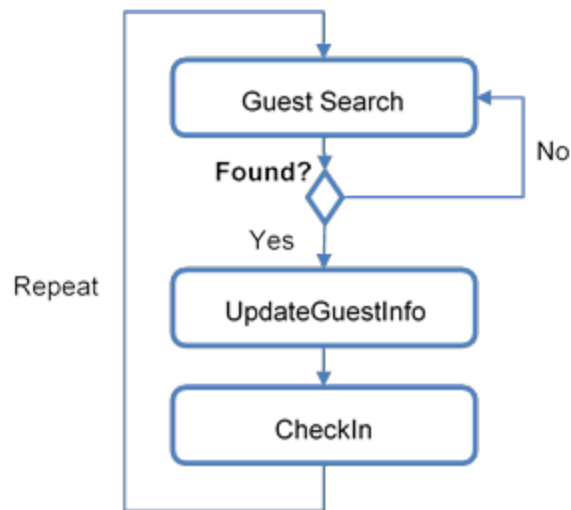 Guest Search
No
Found?
Yes
Repeat
UpdateGuestInfo
CheckIn